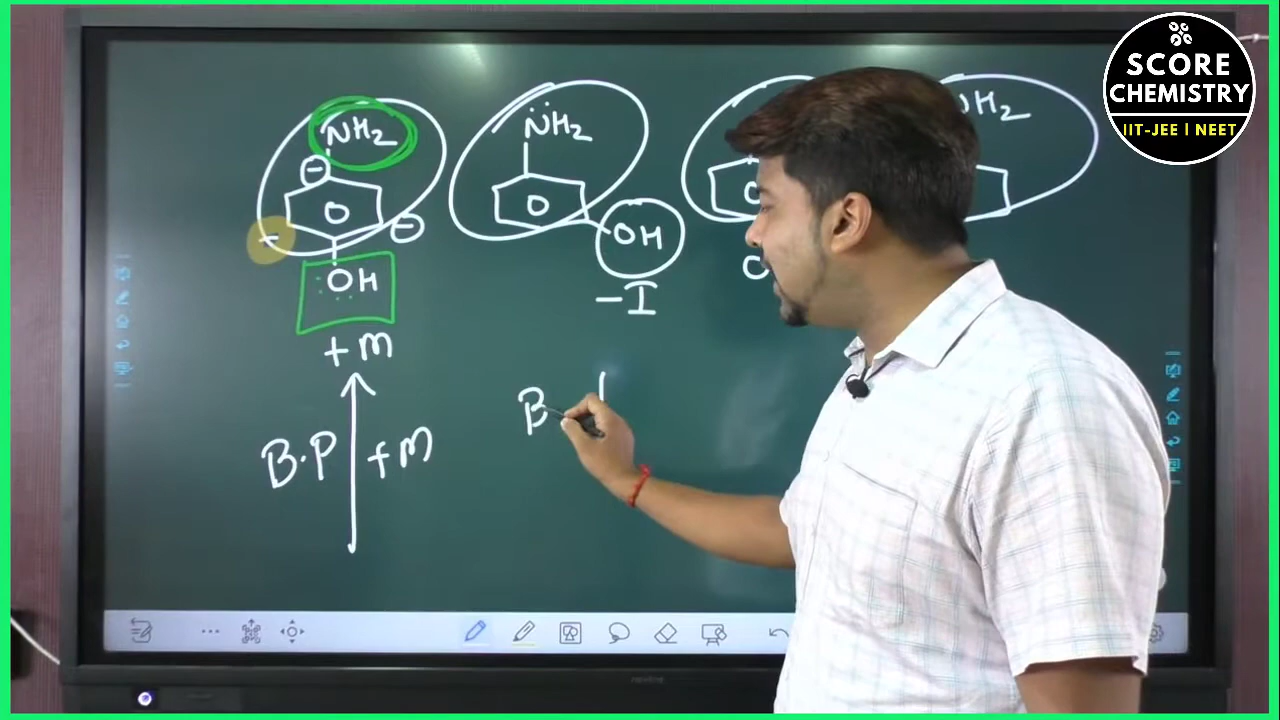 SCORE
CHEMISTRY
IIT-JEE | NEET
NH2
NH2
NH2
O
O
OH
OH
-I
+M
B.P
+M
B